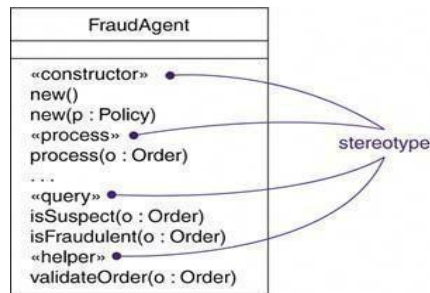 FraudAgent
«constructor»
new()
new(p : Policy)
«process»
process(o : Order)
. . .
«query»
isSuspect(o : Order)
isFraudulent(o : Order)
«helper»
validateOrder(o : Order)
stereotype